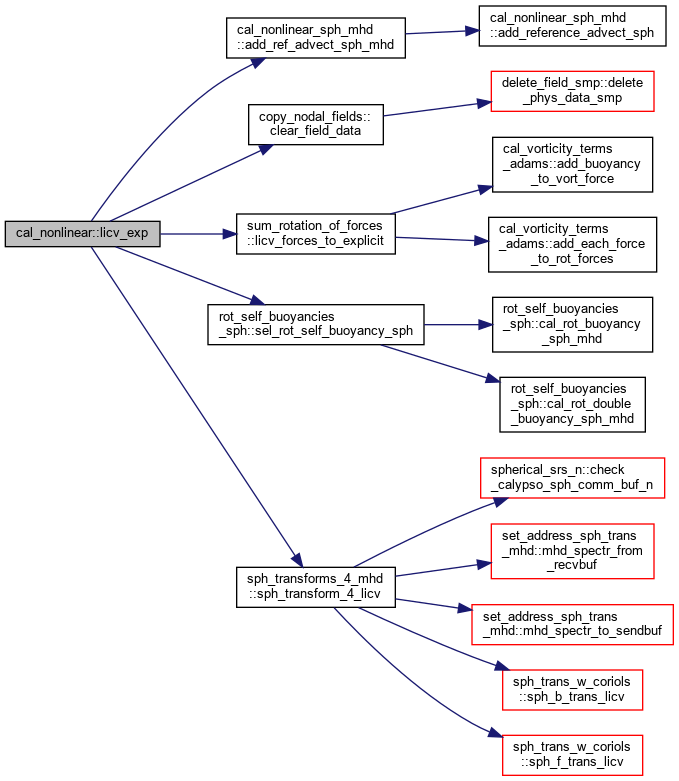 cal_nonlinear::licv_exp
cal_nonlinear_sph_mhd
::add_ref_advect_sph_mhd
cal_nonlinear_sph_mhd
::add_reference_advect_sph
copy_nodal_fields::
clear_field_data
delete_field_smp::delete
_phys_data_smp
sum_rotation_of_forces
::licv_forces_to_explicit
cal_vorticity_terms
_adams::add_buoyancy
_to_vort_force
cal_vorticity_terms
_adams::add_each_force
_to_rot_forces
rot_self_buoyancies
_sph::sel_rot_self_buoyancy_sph
rot_self_buoyancies
_sph::cal_rot_buoyancy
_sph_mhd
rot_self_buoyancies
_sph::cal_rot_double
_buoyancy_sph_mhd
sph_transforms_4_mhd
::sph_transform_4_licv
spherical_srs_n::check
_calypso_sph_comm_buf_n
set_address_sph_trans
_mhd::mhd_spectr_from
_recvbuf
set_address_sph_trans
_mhd::mhd_spectr_to_sendbuf
sph_trans_w_coriols
::sph_b_trans_licv
sph_trans_w_coriols
::sph_f_trans_licv